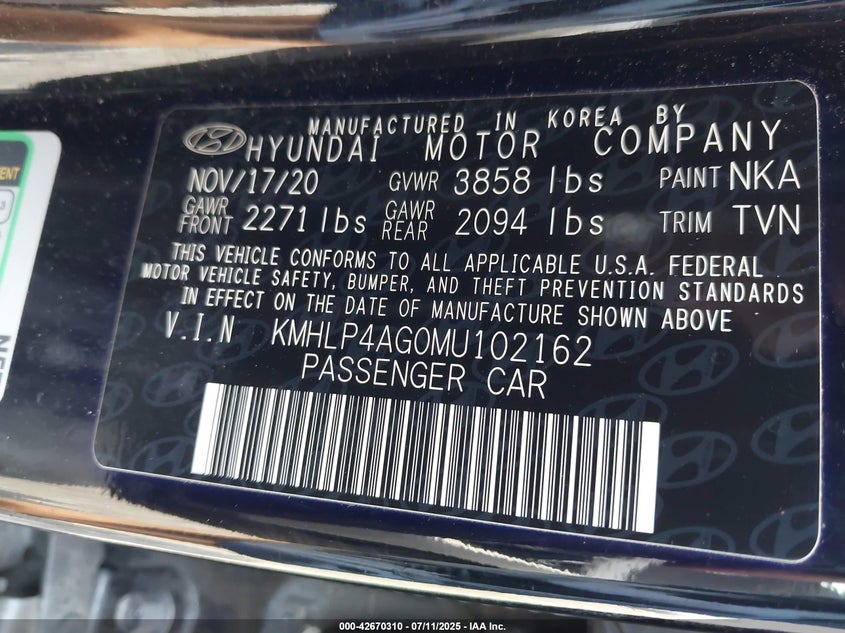 MANUFACTURED IN KOREA BY
HYUNDAI MOTOR COMPANY
NOV/17/20 GVWR 3858 lbs PAINT NKA
GAWR FRONT 2271 lbs GAWR REAR 2094 lbs TRIM TVN
THIS VEHICLE CONFORMS TO ALL APPLICABLE U.S.A. FEDERAL
MOTOR VEHICLE SAFETY, BUMPER, AND THEFT PREVENTION STANDARDS
IN EFFECT ON THE DATE OF MANUFACTURE SHOWN ABOVE
V.I.N KMHLP4AG0MU102162
PASSENGER CAR
000-42670310 - 07/11/2025 - IAA Inc.